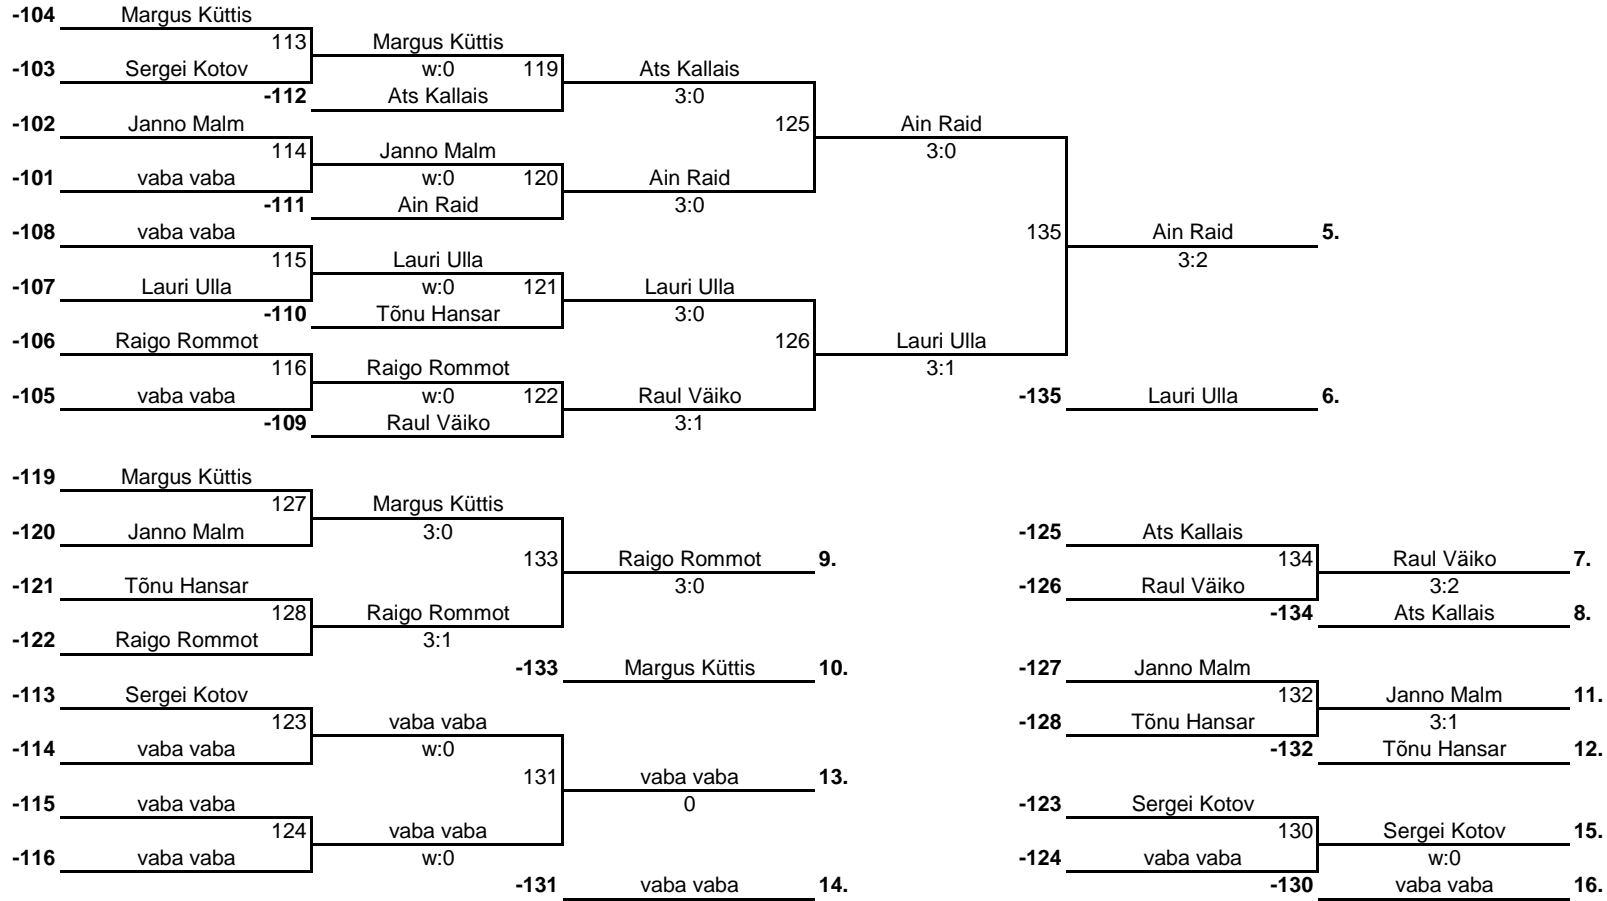 -104 Margus Küttis
113 Margus Küttis
-103 Sergei Kotov w:0 119 Ats Kallais
-112 Ats Kallais 3:0
-102 Janno Malm 125 Ain Raid
114 Janno Malm 3:0
-101 vaba vaba w:0 120 Ain Raid
-111 Ain Raid 3:0
-108 vaba vaba 135 Ain Raid 5.
115 Lauri Ulla 3:2
-107 Lauri Ulla w:0 121 Lauri Ulla
-110 Tõnu Hansar 3:0
-106 Raigo Rommot 126 Lauri Ulla
116 Raigo Rommot 3:1
-105 vaba vaba w:0 122 Raul Väiko -135 Lauri Ulla 6.
-109 Raul Väiko 3:1
-119 Margus Küttis
127 Margus Küttis
-120 Janno Malm 3:0 -125 Ats Kallais
133 Raigo Rommot 9. 134 Raul Väiko 7.
-121 Tõnu Hansar 3:0 -126 Raul Väiko 3:2
128 Raigo Rommot -134 Ats Kallais 8.
-122 Raigo Rommot 3:1
-133 Margus Küttis 10. -127 Janno Malm
-113 Sergei Kotov 132 Janno Malm 11.
123 vaba vaba -128 Tõnu Hansar 3:1
-114 vaba vaba w:0 -132 Tõnu Hansar 12.
131 vaba vaba 13.
-115 vaba vaba 0 -123 Sergei Kotov
124 vaba vaba 130 Sergei Kotov 15.
-116 vaba vaba w:0 -124 vaba vaba w:0
-131 vaba vaba 14. -130 vaba vaba 16.